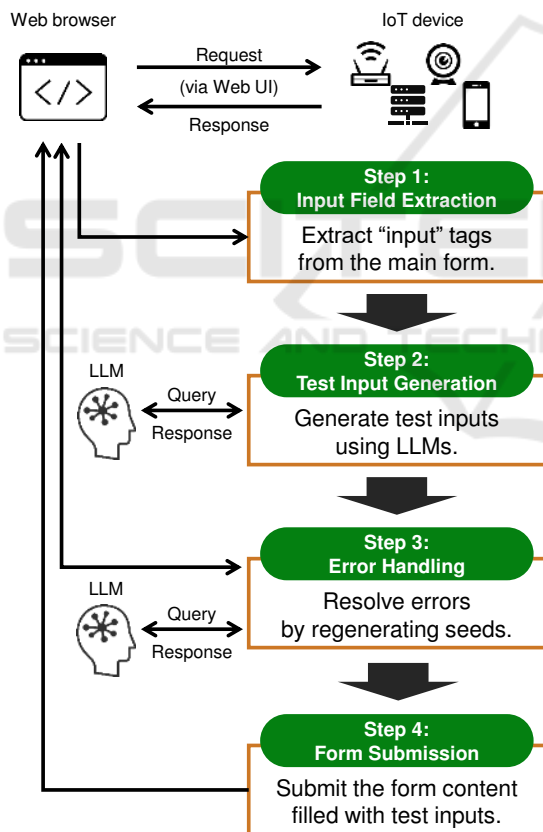 Web browser
IoT device
Request
(via Web UI)
Response
</>
Step 1:
Input Field Extraction
Extract “input” tags
from the main form.
SCIENCE AND TECH
LLM
Query
Response
Step 2:
Test Input Generation
Generate test inputs
using LLMs.
Step 3:
Error Handling
LLM
Query
Response
Resolve errors
by regenerating seeds.
Step 4:
Form Submission
Submit the form content
filled with test inputs.